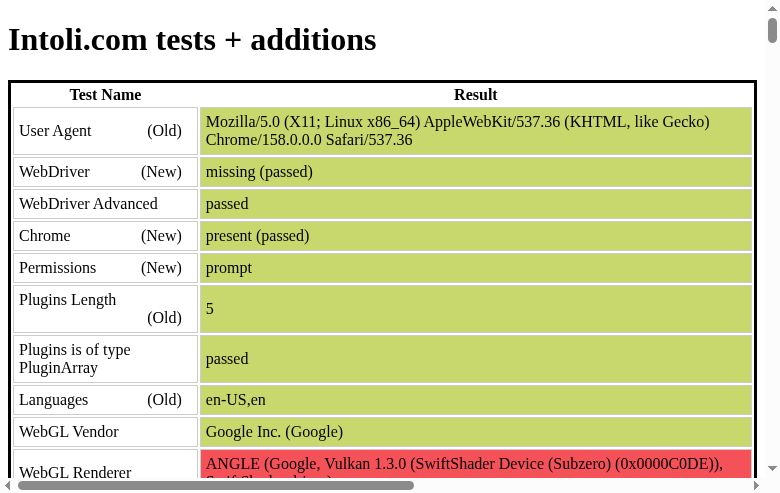 Intoli.com tests + additions
Test Name Result
User Agent (Old) Mozilla/5.0 (X11; Linux x86_64) AppleWebKit/537.36 (KHTML, like Gecko)
Chrome/158.0.0.0 Safari/537.36
WebDriver (New) missing (passed)
WebDriver Advanced passed
Chrome (New) present (passed)
Permissions (New) prompt
Plugins Length
(Old) 5
Plugins is of type
PluginArray passed
Languages (Old) en-US,en
WebGL Vendor Google Inc. (Google)
WebGL Renderer ANGLE (Google, Vulkan 1.3.0 (SwiftShader Device (Subzero) (0x0000C0DE)),